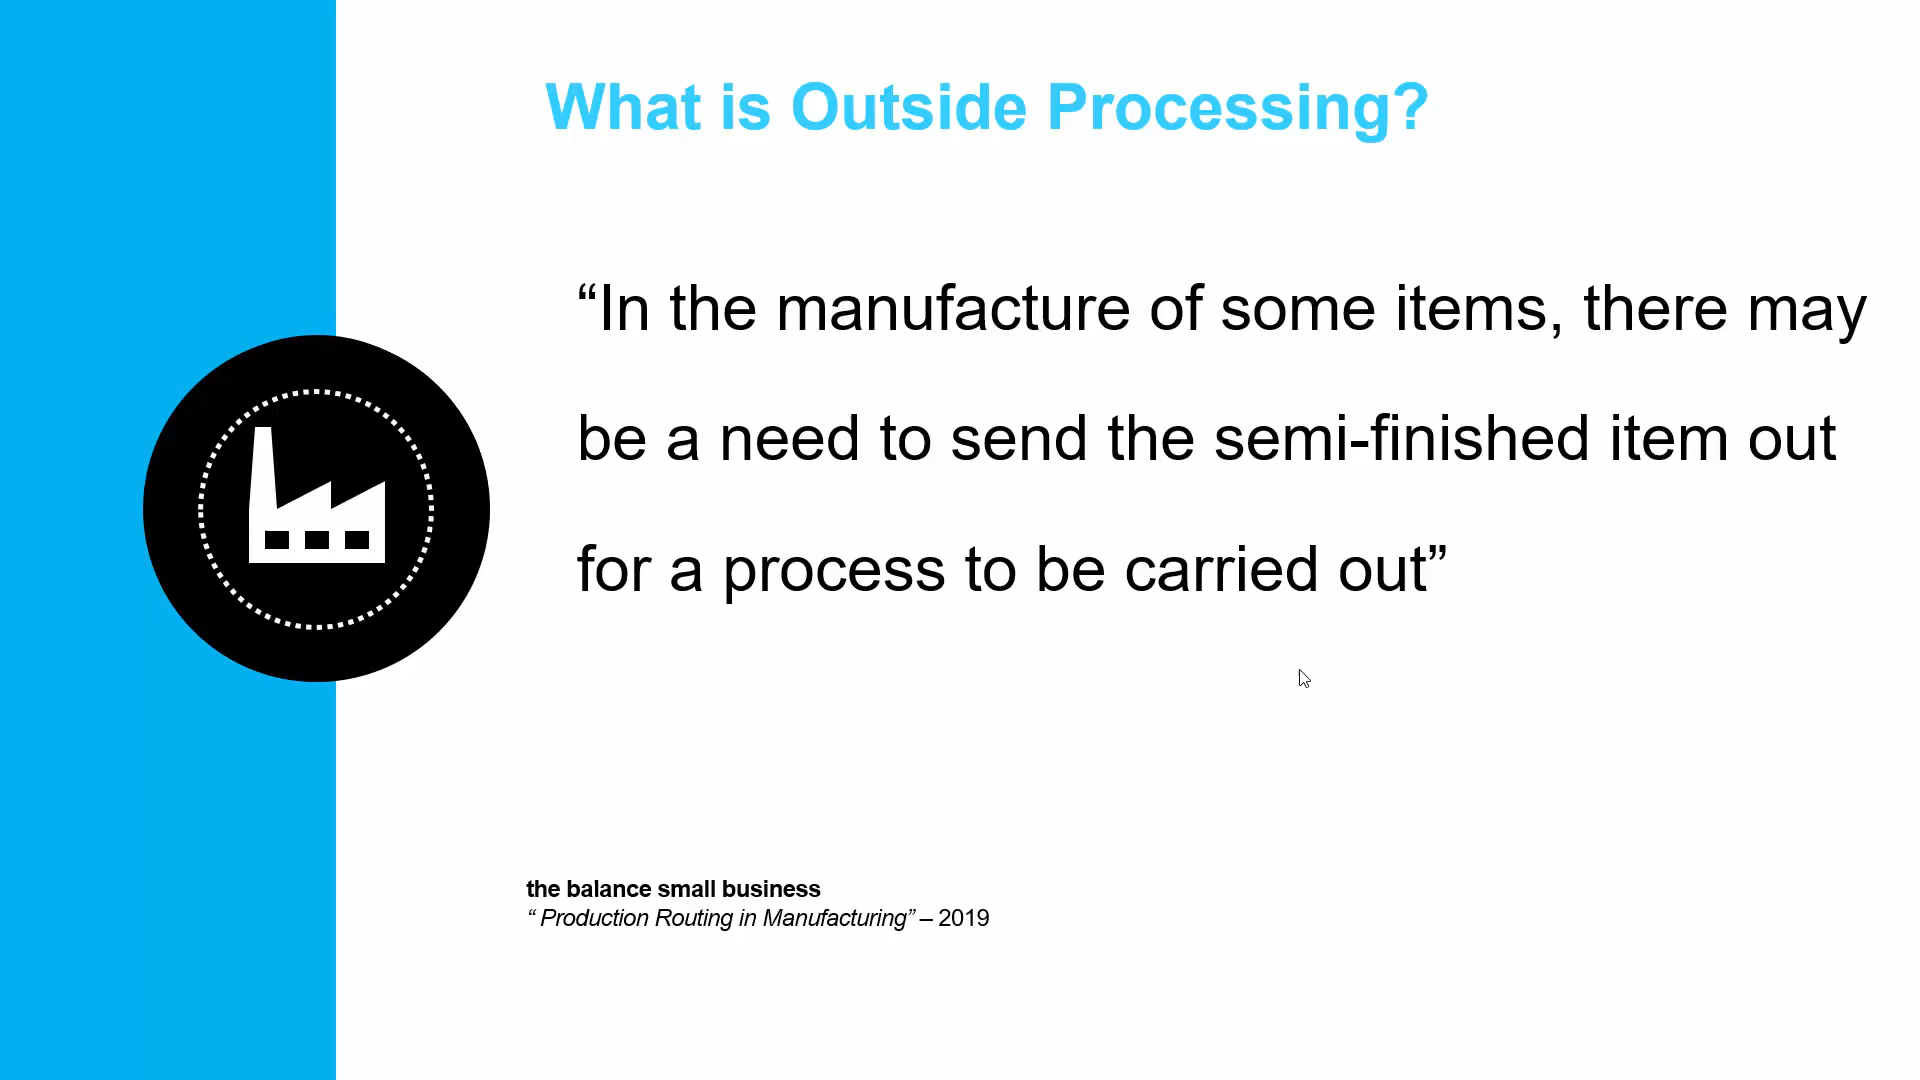 What is Outside Processing?
“In the manufacture of some items, there may
be a need to send the semi-finished item out
for a process to be carried out”
the balance small business
“ Production Routing in Manufacturing” – 2019